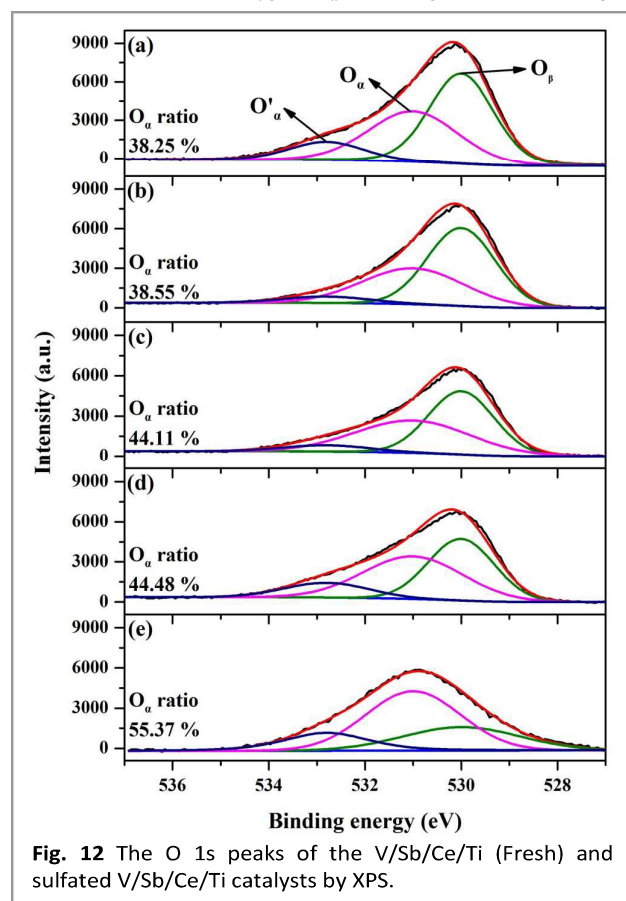 (a)
9000
6000
3000
0
Oα ratio
38.25 %
O'α
Oα
Oβ
(b)
9000
6000
3000
0
Oα ratio
38.55 %
(c)
9000
6000
3000
0
Oα ratio
44.11 %
(d)
9000
6000
3000
0
Oα ratio
44.48 %
(e)
9000
6000
3000
0
Oα ratio
55.37 %
Intensity (a.u.)
536 534 532 530 528
Binding energy (eV)
Fig. 12 The O 1s peaks of the V/Sb/Ce/Ti (Fresh) and
sulfated V/Sb/Ce/Ti catalysts by XPS.